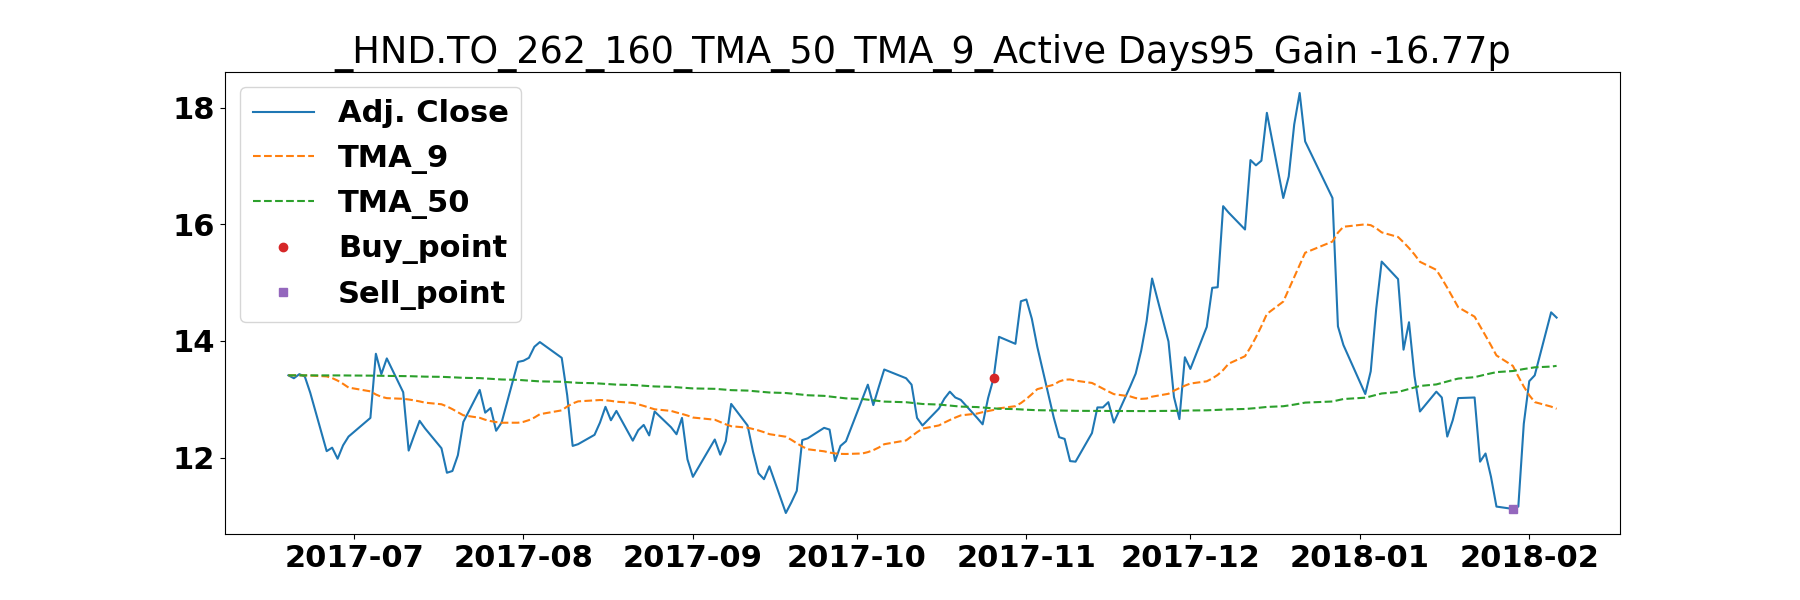 _HND.TO_262_160_TMA_50_TMA_9_Active Days95_Gain -16.77p
18
16
14
12
Adj. Close
TMA_9
TMA_50
Buy_point
Sell_point
2017-07 2017-08 2017-09 2017-10 2017-11 2017-12 2018-01 2018-02